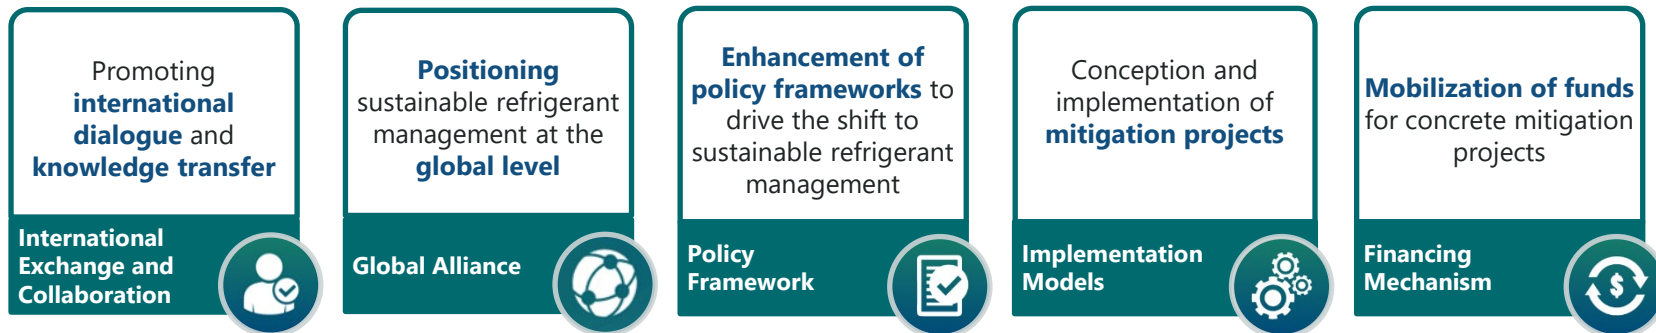 Promoting
international
dialogue and
knowledge transfer
International
Exchange and
Collaboration
Positioning
sustainable refrigerant
management at the
global level
Global Alliance
Enhancement of
policy frameworks to
drive the shift to
sustainable refrigerant
management
Policy
Framework
Conception and
implementation of
mitigation projects
Implementation
Models
Mobilization of funds
for concrete mitigation
projects
Financing
Mechanism
$